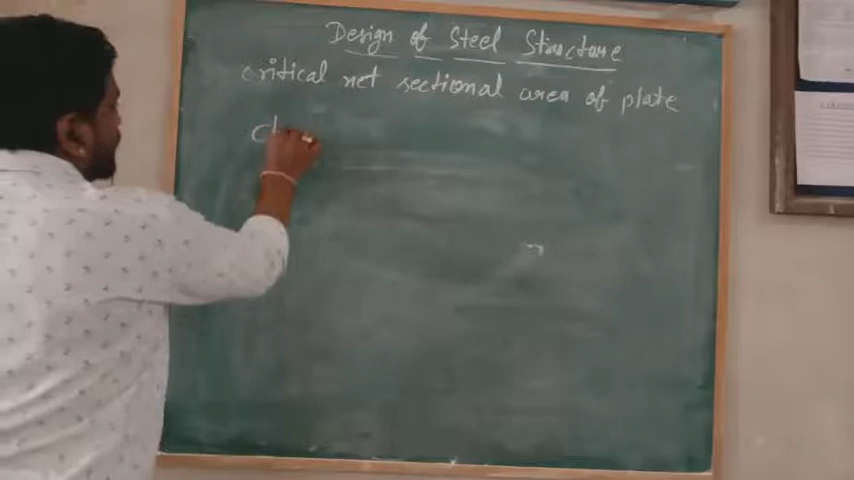 Design of Steel Structure
critical net sectional area of plate